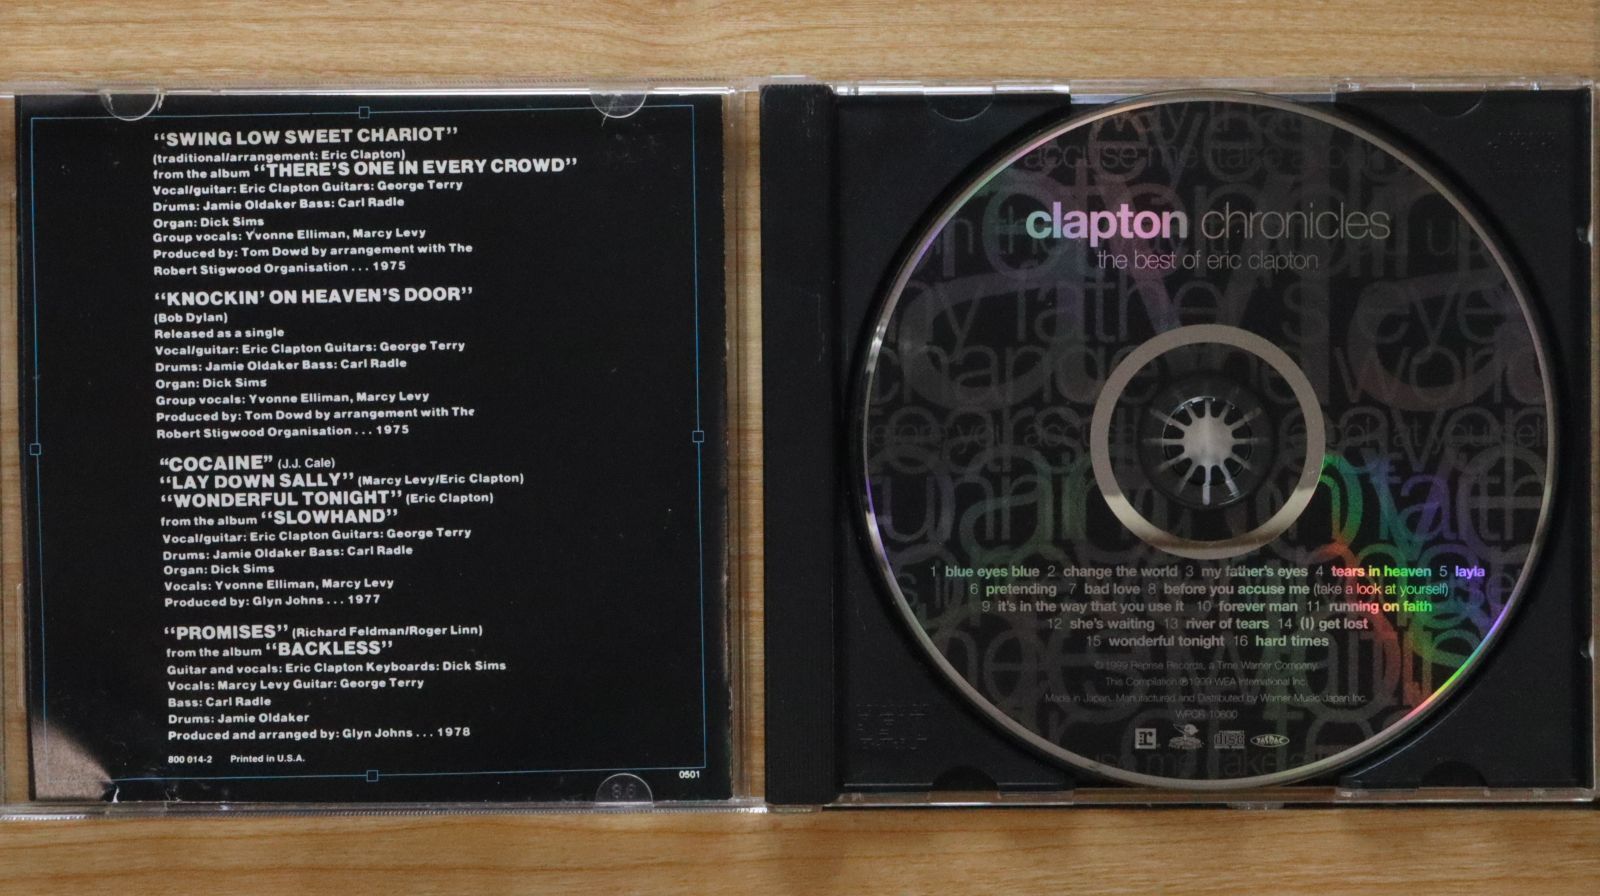 “SWING LOW SWEET CHARIOT”
(traditional/arrangement: Eric Clapton)
from the album “THERE'S ONE IN EVERY CROWD”
Vocal/guitar: Eric Clapton Guitars: George Terry
Drums: Jamie Oldaker Bass: Carl Radle
Organ: Dick Sims
Group vocals: Yvonne Elliman, Marcy Levy
Produced by: Tom Dowd by arrangement with The
Robert Stigwood Organisation ... 1975
“KNOCKIN' ON HEAVEN'S DOOR”
(Bob Dylan)
Released as a single
Vocal/guitar: Eric Clapton Guitars: George Terry
Drums: Jamie Oldaker Bass: Carl Radle
Organ: Dick Sims
Group vocals: Yvonne Elliman, Marcy Levy
Produced by: Tom Dowd by arrangement with The
Robert Stigwood Organisation ... 1975
“COCAINE” (J.J. Cale)
“LAY DOWN SALLY” (Marcy Levy/Eric Clapton)
“WONDERFUL TONIGHT” (Eric Clapton)
from the album “SLOWHAND”
Vocal/guitar: Eric Clapton Guitars: George Terry
Drums: Jamie Oldaker Bass: Carl Radle
Organ: Dick Sims
Vocals: Yvonne Elliman, Marcy Levy
Produced by: Glyn Johns ... 1977
“PROMISES” (Richard Feldman/Roger Linn)
from the album “BACKLESS”
Guitar and vocals: Eric Clapton Keyboards: Dick Sims
Vocals: Marcy Levy Guitar: George Terry
Bass: Carl Radle
Drums: Jamie Oldaker
Produced and arranged by: Glyn Johns ... 1978
800 014-2 Printed in U.S.A.
0501
clapton chronicles
the best of eric clapton
1 blue eyes blue 2 change the world 3 my father's eyes 4 tears in heaven 5 layla
6 pretending 7 bad love 8 before you accuse me (take a look at yourself)
9 it's in the way that you use it 10 forever man 11 running on faith
12 she's waiting 13 river of tears 14 (I) get lost
15 wonderful tonight 16 hard times
© 1999 Reprise Records, a Time Warner Company.
This Compilation ℗ 1999 WEA International Inc.
Made in Japan. Manufactured and Distributed by Warner Music Japan Inc.
WPCR-10600